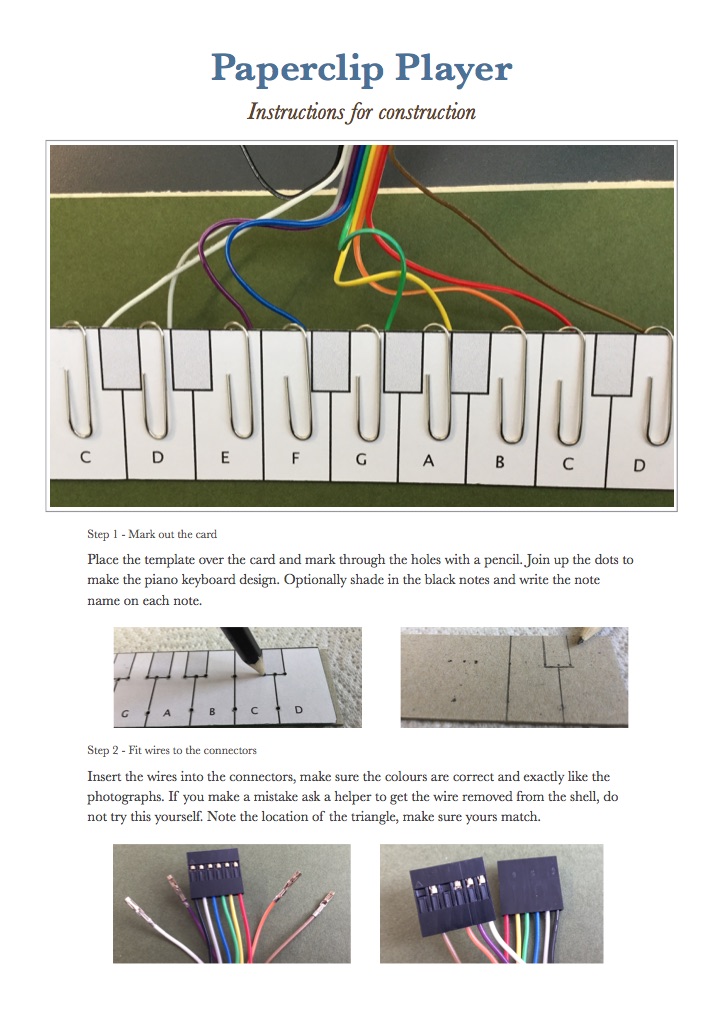 Paperclip Player
Instructions for construction
C D E F G A B C D
Step 1 - Mark out the card
Place the template over the card and mark through the holes with a pencil. Join up the dots to
make the piano keyboard design. Optionally shade in the black notes and write the note
name on each note.
G A B C D
Step 2 - Fit wires to the connectors
Insert the wires into the connectors, make sure the colours are correct and exactly like the
photographs. If you make a mistake ask a helper to get the wire removed from the shell, do
not try this yourself. Note the location of the triangle, make sure yours match.